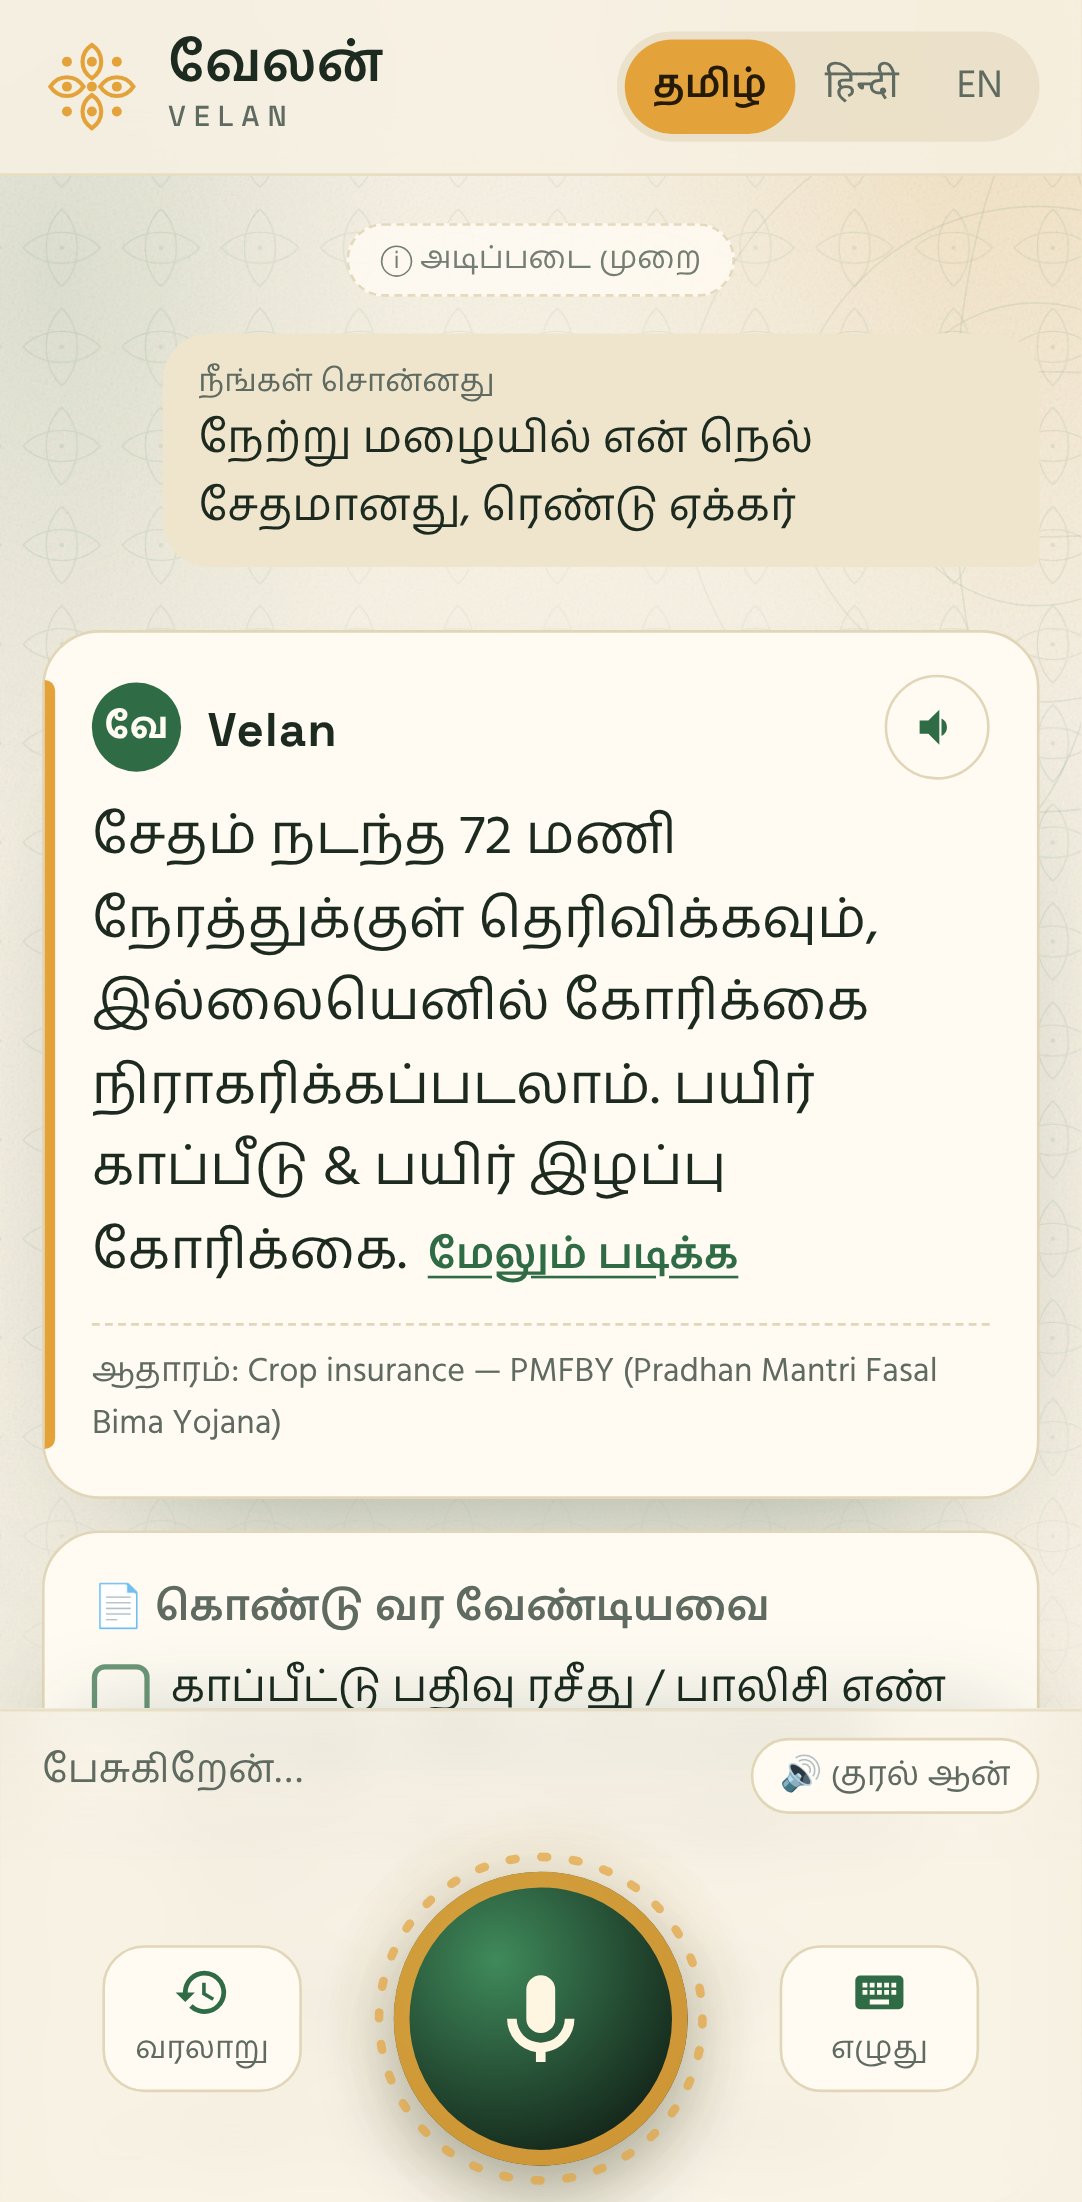 வேலன்
VELAN
தமிழ்
हिन्दी
EN
ⓘ அடிப்படை முறை
நீங்கள் சொன்னது
நேற்று மழையில் என் நெல்
சேதமானது, ரெண்டு ஏக்கர்
வே
Velan
சேதம் நடந்த 72 மணி
நேரத்துக்குள் தெரிவிக்கவும்,
இல்லையெனில் கோரிக்கை
நிராகரிக்கப்படலாம். பயிர்
காப்பீடு & பயிர் இழப்பு
கோரிக்கை. மேலும் படிக்க
ஆதாரம்: Crop insurance — PMFBY (Pradhan Mantri Fasal
Bima Yojana)
கொண்டு வர வேண்டியவை
காப்பீட்டு பதிவு ரசீது / பாலிசி எண்
பேசுகிறேன்...
குரல் ஆன்
வரலாறு
எழுது